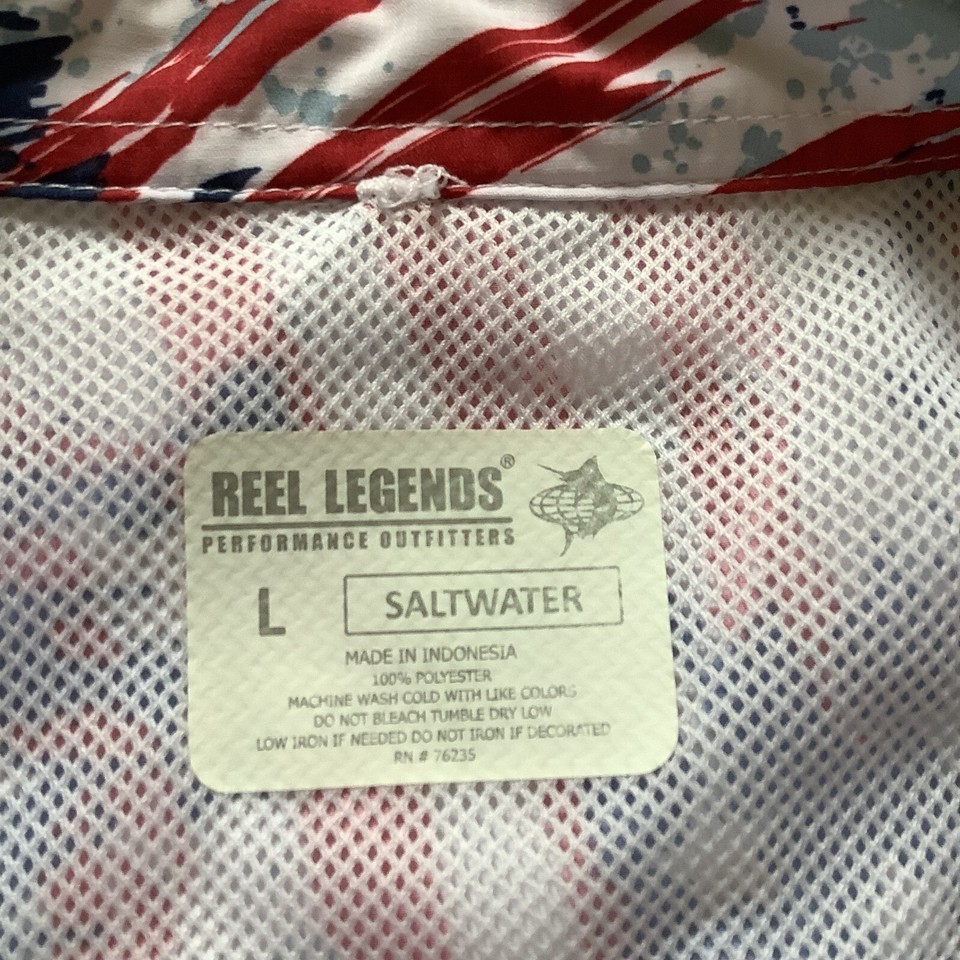 REEL LEGENDS®
PERFORMANCE OUTFITTERS
L SALTWATER
MADE IN INDONESIA
100% POLYESTER
MACHINE WASH COLD WITH LIKE COLORS
DO NOT BLEACH TUMBLE DRY LOW
LOW IRON IF NEEDED DO NOT IRON IF DECORATED
RN # 76235